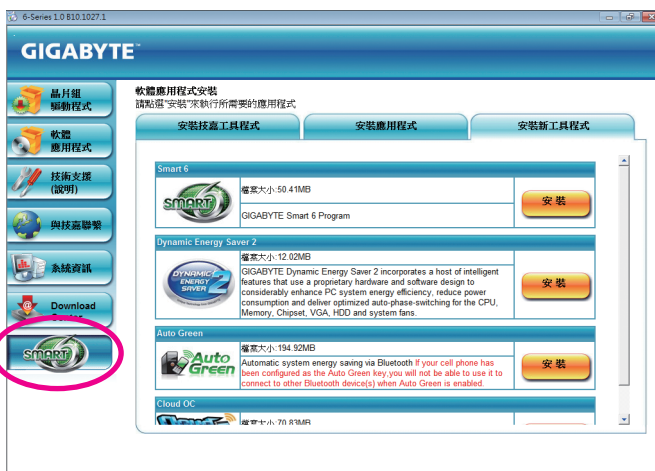 6-Series 1.0 B10.1027.1
GIGABYTE™
晶片組
驅動程式
軟體
應用程式
技術支援
(說明)
與技嘉聯繫
系統資訊
Download
SMART6
軟體應用程式安裝
請點選"安裝"來執行所需要的應用程式
安裝技嘉工具程式
安裝應用程式
安裝新工具程式
Smart 6
SMART6
檔案大小:50.41MB
GIGABYTE Smart 6 Program
安裝
Dynamic Energy Saver 2
DYNAMIC
ENERGY
SAVER 2
檔案大小:12.02MB
GIGABYTE Dynamic Energy Saver 2 incorporates a host of intelligent
features that use a proprietary hardware and software design to
considerably enhance PC system energy efficiency, reduce power
consumption and deliver optimized auto-phase-switching for the CPU,
Memory, Chipset, VGA, HDD and system fans.
安裝
Auto Green
Auto
Green
檔案大小:194.92MB
Automatic system energy saving via Bluetooth If your cell phone has
been configured as the Auto Green key,you will not be able to use it to
connect to other Bluetooth device(s) when Auto Green is enabled.
安裝
Cloud OC
檔案大小:70.83MB